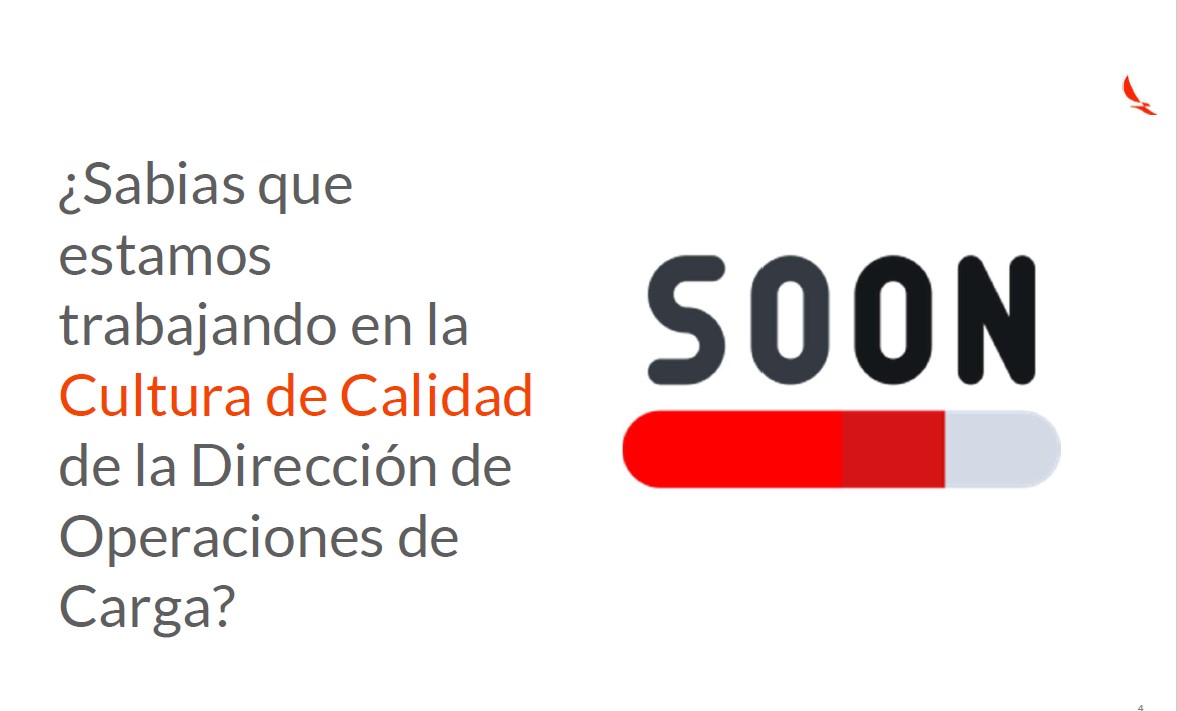 ¿Sabias que
estamos
trabajando en la
Cultura de Calidad
de la Dirección de
Operaciones de
Carga?
SOON
4